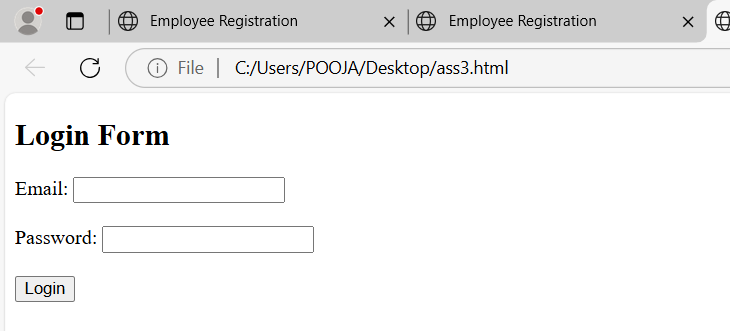 Employee Registration
Employee Registration
File
C:/Users/POOJA/Desktop/ass3.html
Login Form
Email:
Password:
Login